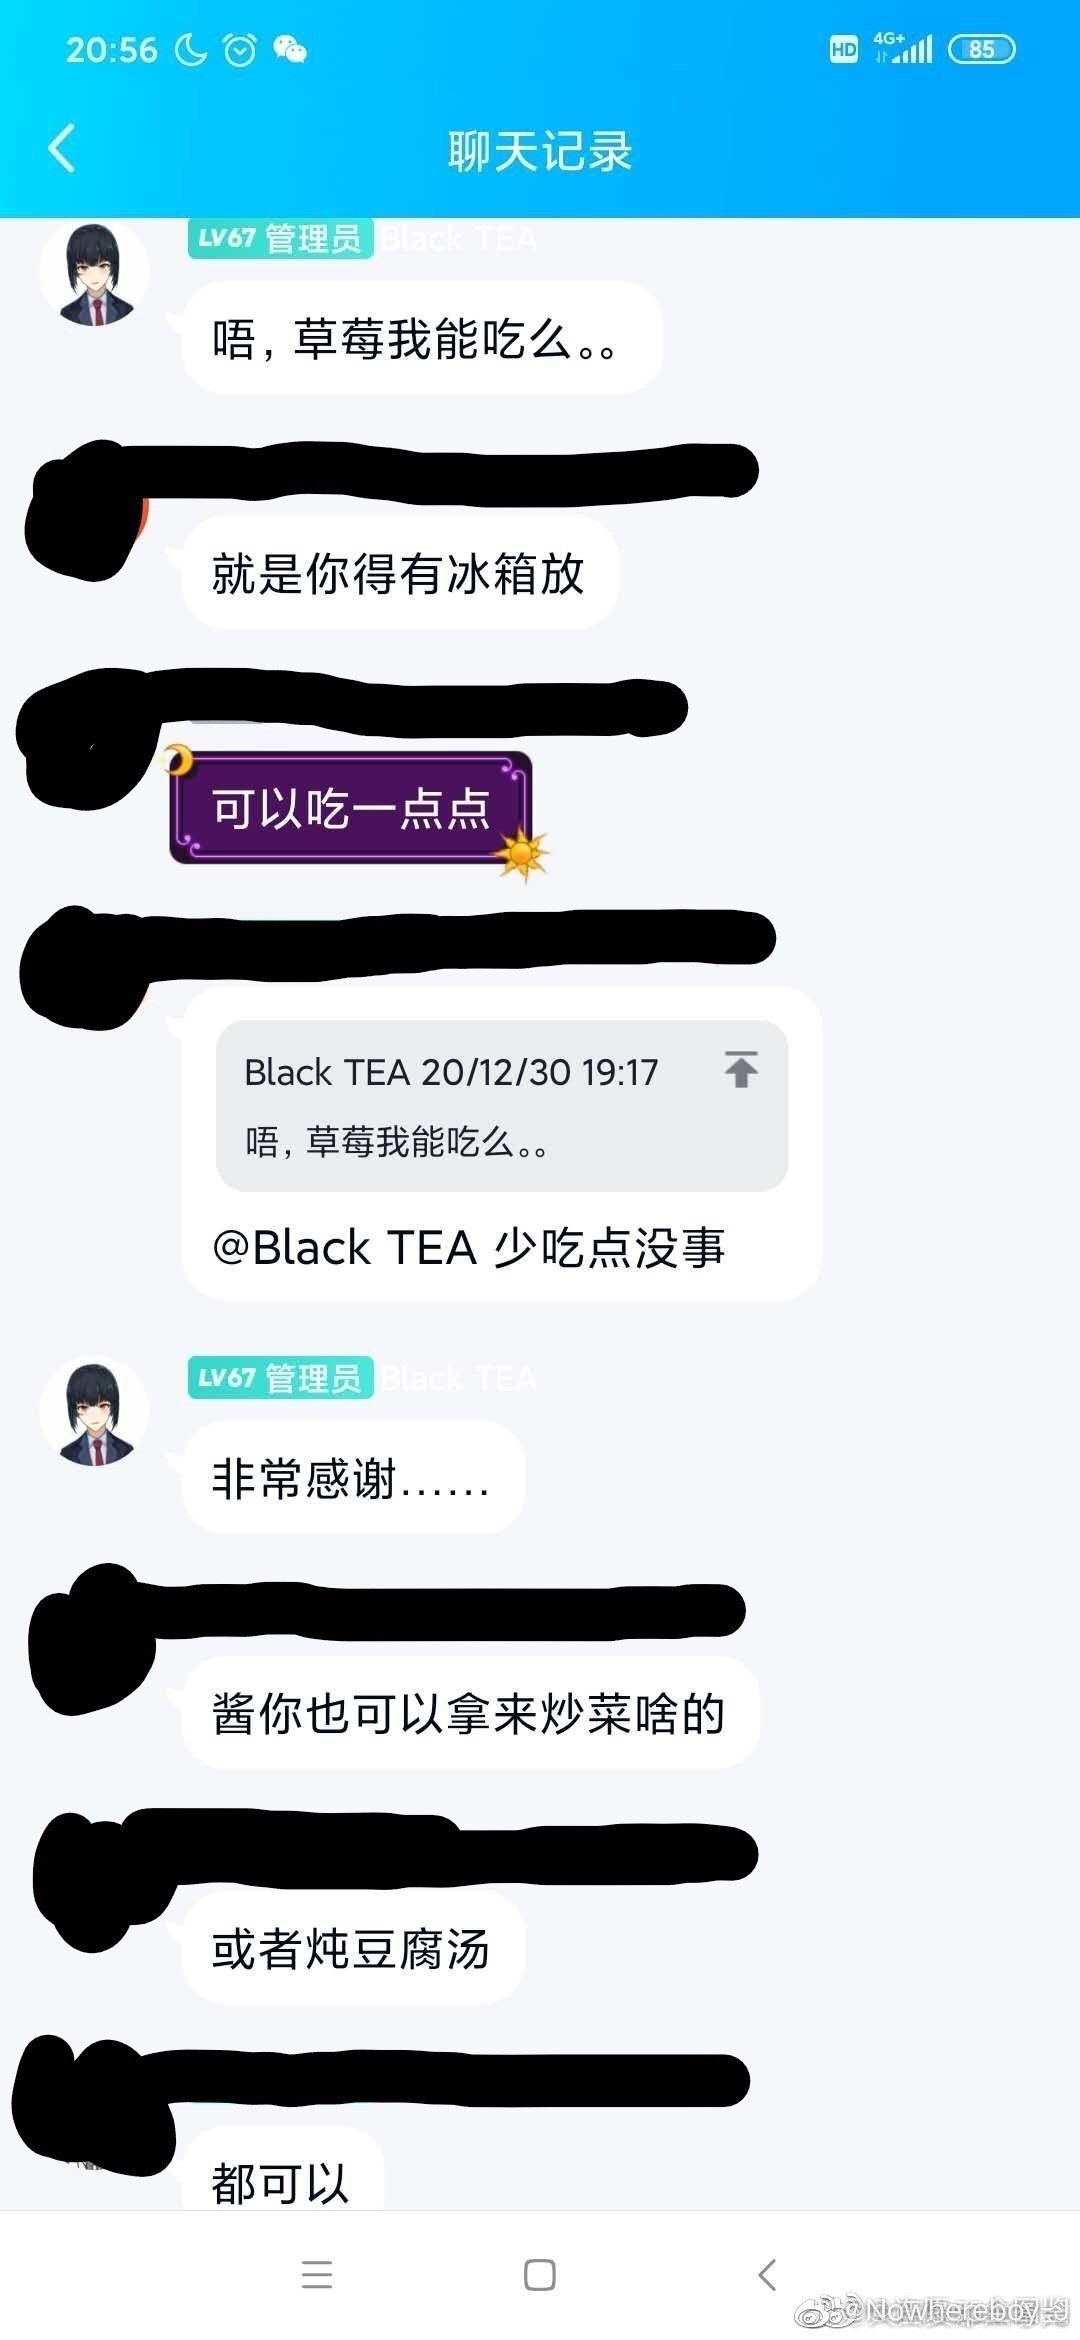 20:56
HD 4G+ 85
聊天记录
LV67 管理员 Black TEA
唔，草莓我能吃么。。
就是你得有冰箱放
可以吃一点点
Black TEA 20/12/30 19:17
唔，草莓我能吃么。。
@Black TEA 少吃点没事
LV67 管理员 Black TEA
非常感谢……
酱你也可以拿来炒菜啥的
或者炖豆腐汤
都可以